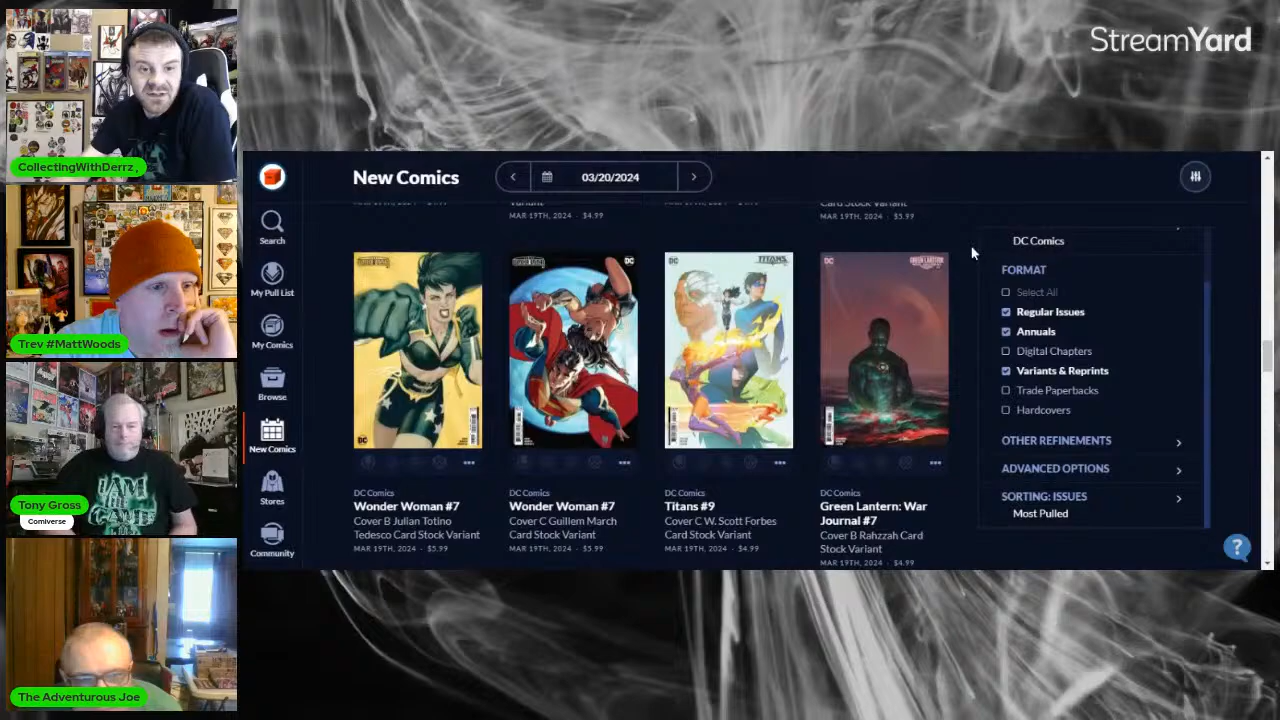 StreamYard
CollectingWithDerrz,
Trev #MattWoods
Tony Gross
Comiverse
The Adventurous Joe
New Comics
03/20/2024
Search
My Pull List
My Comics
Browse
New Comics
Stores
Community
Variant
MAR 19TH, 2024 · $4.99
Card Stock Variant
MAR 19TH, 2024 · $5.99
DC
TITANS
DC
DC Comics
Wonder Woman #7
Cover B Julian Totino
Tedesco Card Stock Variant
MAR 19TH, 2024 · $5.99
DC Comics
Wonder Woman #7
Cover C Guillem March
Card Stock Variant
MAR 19TH, 2024 · $5.99
DC Comics
Titans #9
Cover C W. Scott Forbes
Card Stock Variant
MAR 19TH, 2024 · $4.99
DC Comics
Green Lantern: War
Journal #7
Cover B Rahzzah Card
Stock Variant
MAR 19TH, 2024 · $4.99
DC Comics
FORMAT
Select All
Regular Issues
Annuals
Digital Chapters
Variants & Reprints
Trade Paperbacks
Hardcovers
OTHER REFINEMENTS
ADVANCED OPTIONS
SORTING: ISSUES
Most Pulled
?